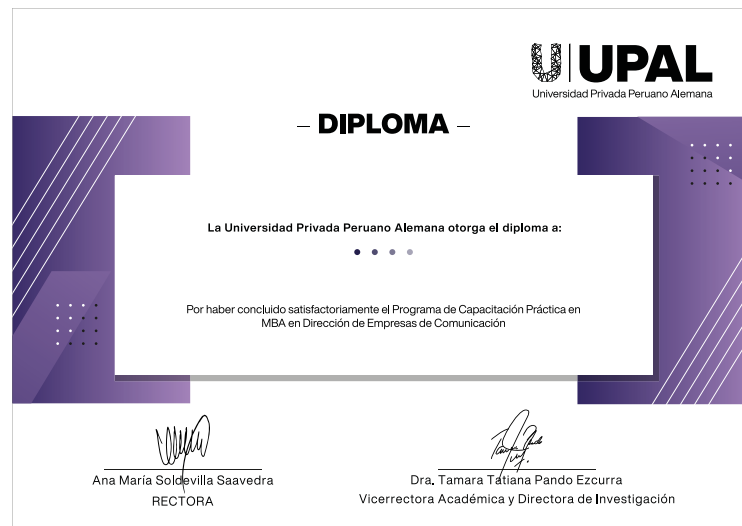 UPAL
Universidad Privada Peruano Alemana
– DIPLOMA –
La Universidad Privada Peruano Alemana otorga el diploma a:
Por haber concluido satisfactoriamente el Programa de Capacitación Práctica en
MBA en Dirección de Empresas de Comunicación
Ana María Soldevilla Saavedra
RECTORA
Dra. Tamara Tatiana Pando Ezcurra
Vicerrectora Académica y Directora de Investigación